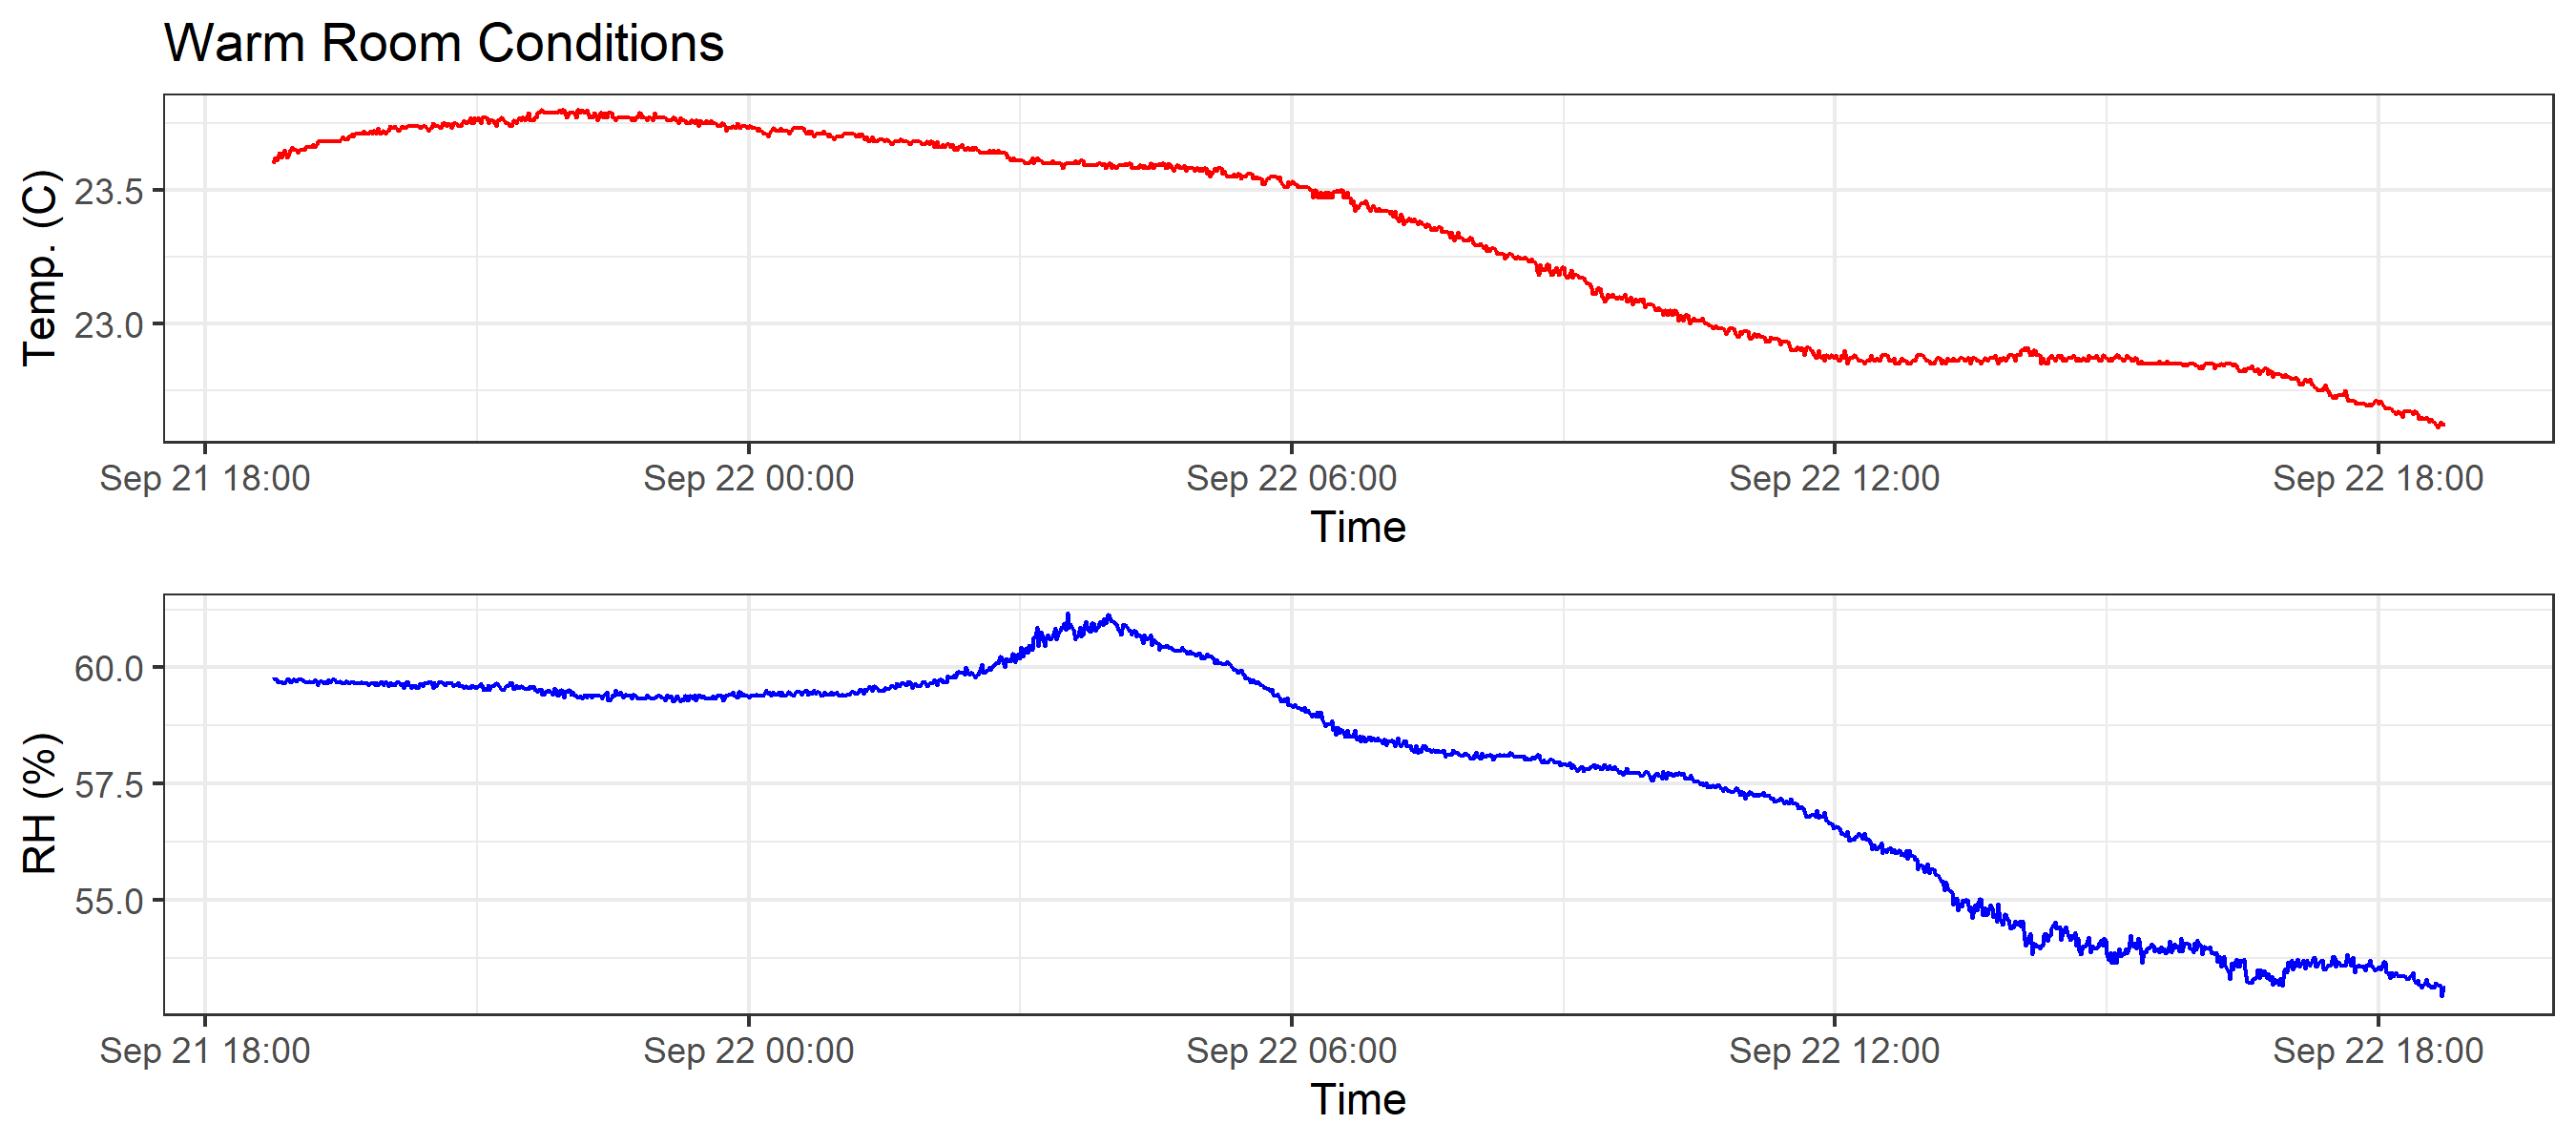 Warm Room Conditions
Temp. (C)
23.5
23.0
Sep 21 18:00 Sep 22 00:00 Sep 22 06:00 Sep 22 12:00 Sep 22 18:00
Time
RH (%)
60.0
57.5
55.0
Sep 21 18:00 Sep 22 00:00 Sep 22 06:00 Sep 22 12:00 Sep 22 18:00
Time